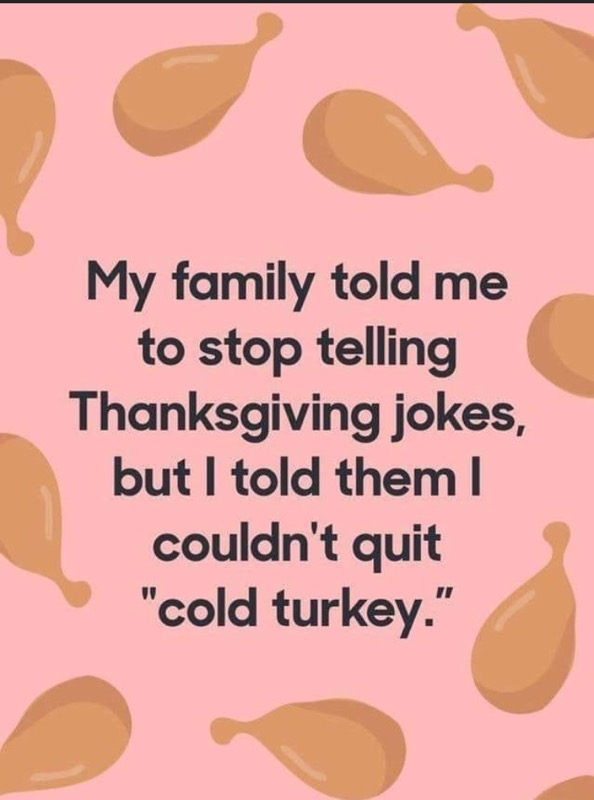 My family told me
to stop telling
Thanksgiving jokes,
but I told them I
couldn't quit
"cold turkey.”